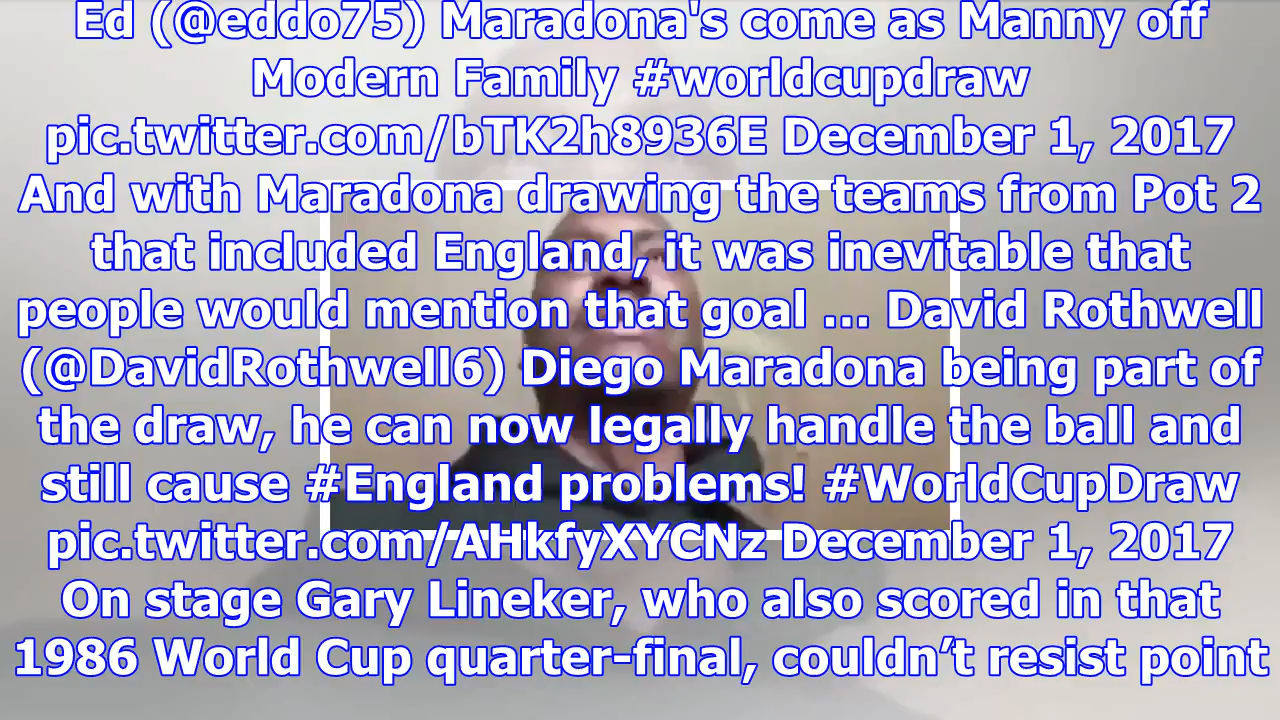 Ed (@eddo75) Maradona's come as Manny off
Modern Family #worldcupdraw
pic.twitter.com/bTK2h8936E December 1, 2017
And with Maradona drawing the teams from Pot 2
that included England, it was inevitable that
people would mention that goal ... David Rothwell
(@DavidRothwell6) Diego Maradona being part of
the draw, he can now legally handle the ball and
still cause #England problems! #WorldCupDraw
pic.twitter.com/AHkfyXYCNz December 1, 2017
On stage Gary Lineker, who also scored in that
1986 World Cup quarter-final, couldn’t resist point